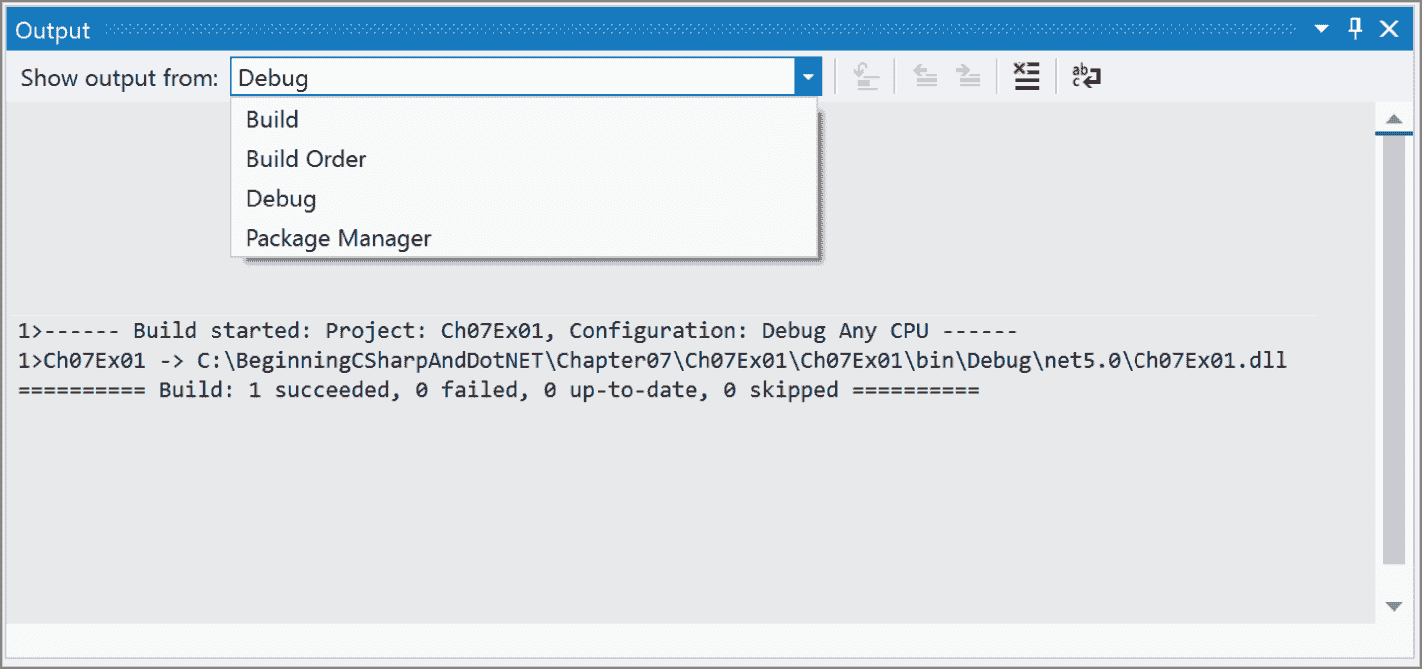 Output
Show output from: Debug
Build
Build Order
Debug
Package Manager
1>------ Build started: Project: Ch07Ex01, Configuration: Debug Any CPU ------
1>Ch07Ex01 -> C:\BeginningCSharpAndDotNET\Chapter07\Ch07Ex01\Ch07Ex01\bin\Debug\net5.0\Ch07Ex01.dll
========== Build: 1 succeeded, 0 failed, 0 up-to-date, 0 skipped ==========